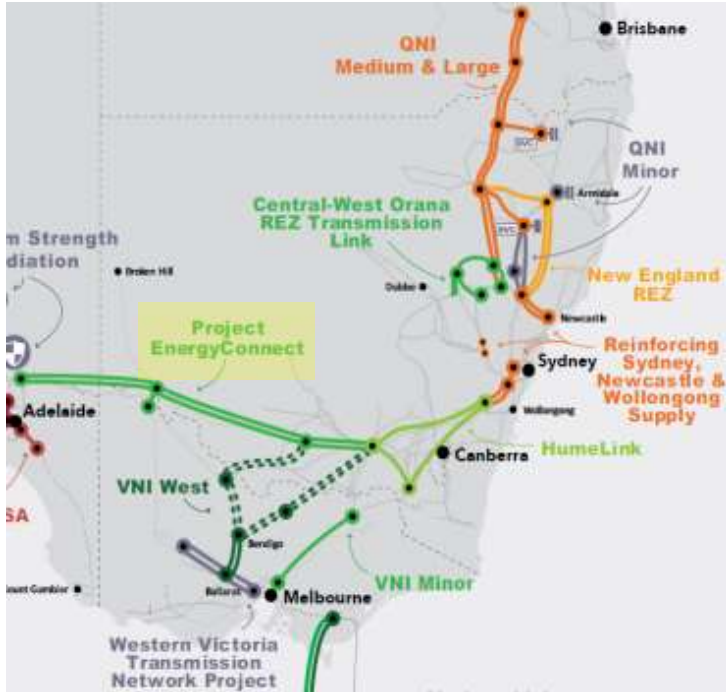 Brisbane
QNI
Medium & Large
SVC
QNI
Minor
Armidale
Central-West Orana
REZ Transmission
Link
SVC
m Strength
diation
Broken Hill
Dubbo
New England
REZ
Project
EnergyConnect
Newcastle
Reinforcing
Sydney,
Newcastle &
Wollongong
Supply
Sydney
Adelaide
Wollongong
HumeLink
Canberra
VNI West
SA
Bendigo
VNI Minor
ount Gambier
Ballarat
Melbourne
Western Victoria
Transmission
Network Project